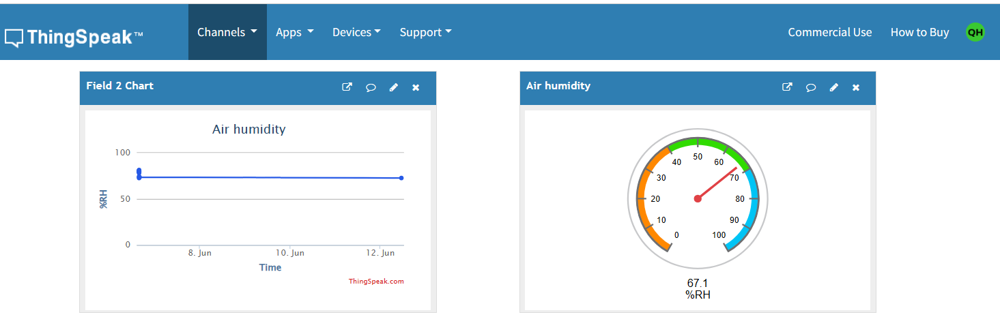 ThingSpeak™ Channels Apps Devices Support Commercial Use How to Buy QH
Field 2 Chart
Air humidity
%RH
100
50
0
8. Jun 10. Jun 12. Jun
Time
ThingSpeak.com
Air humidity
0
10
20
30
40
50
60
70
80
90
100
67.1
%RH